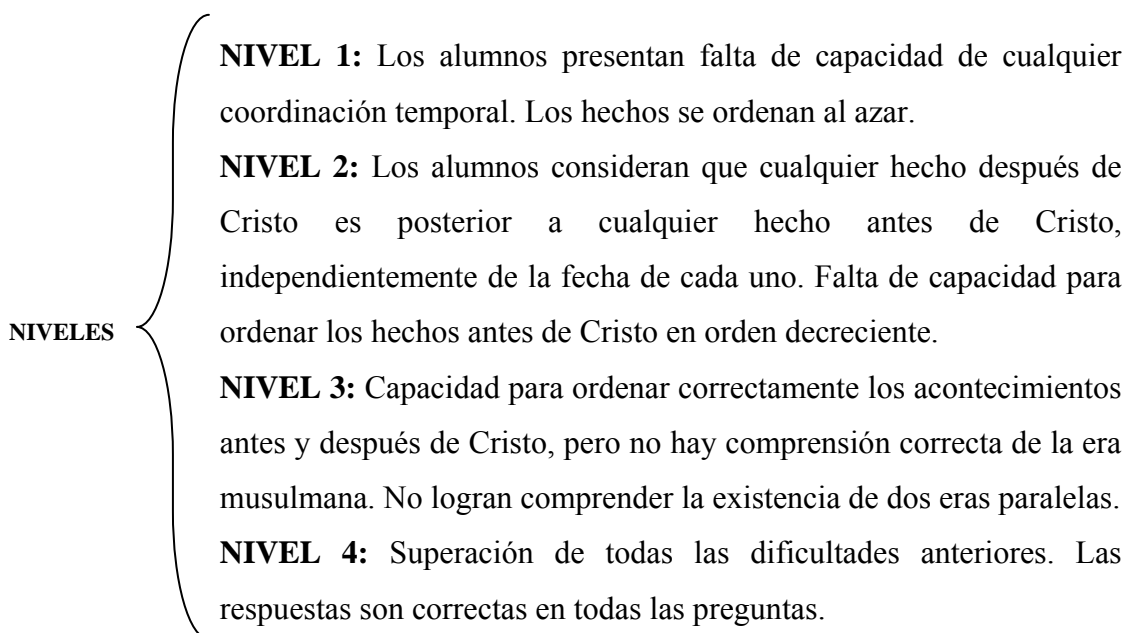 NIVEL 1: Los alumnos presentan falta de capacidad de cualquier
coordinación temporal. Los hechos se ordenan al azar.
NIVEL 2: Los alumnos consideran que cualquier hecho después de
Cristo es posterior a cualquier hecho antes de Cristo,
independientemente de la fecha de cada uno. Falta de capacidad para
ordenar los hechos antes de Cristo en orden decreciente.
NIVELES
NIVEL 3: Capacidad para ordenar correctamente los acontecimientos
antes y después de Cristo, pero no hay comprensión correcta de la era
musulmana. No logran comprender la existencia de dos eras paralelas.
NIVEL 4: Superación de todas las dificultades anteriores. Las
respuestas son correctas en todas las preguntas.